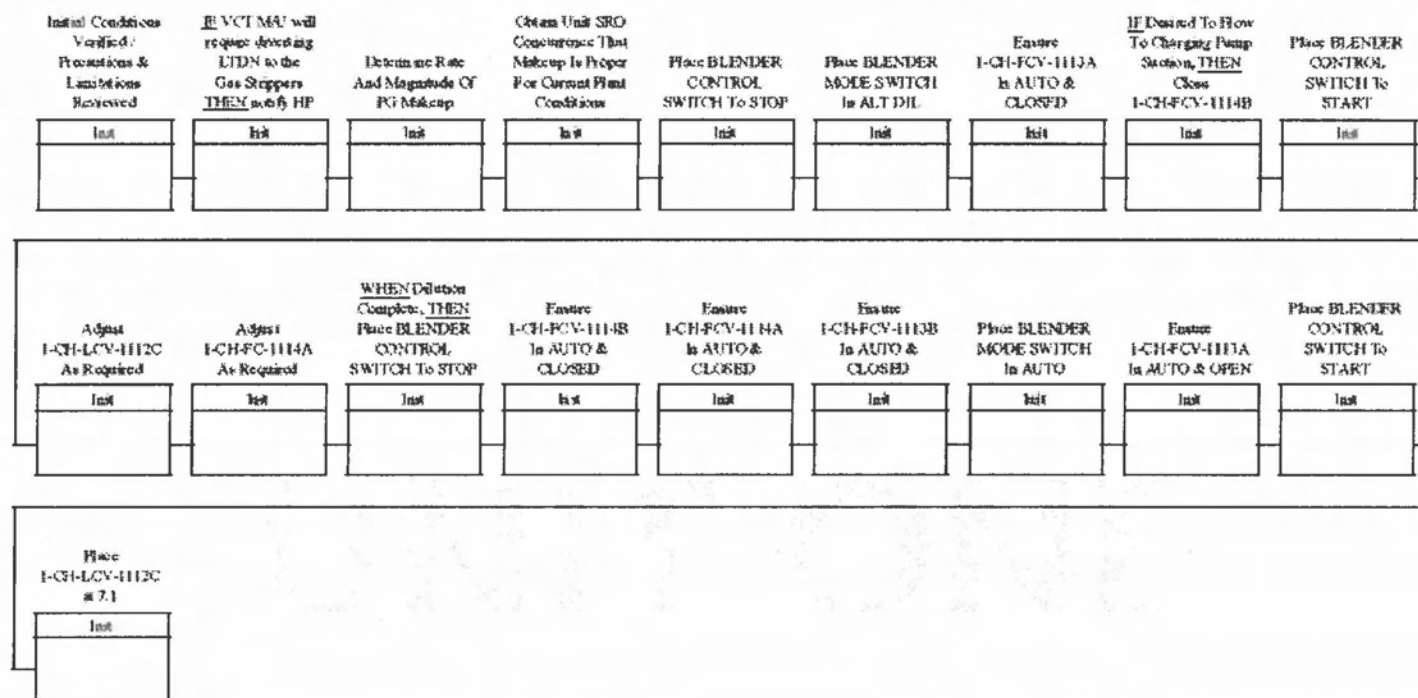 Initial Conditions
Verified /
Precautions &
Limitations
Reviewed
Init
IF VCT M/U will
require diverting
LTDN to the
Gas Strippers
THEN notify HP
Init
Determine Rate
And Magnitude Of
PG Makeup
Init
Obtain Unit SRO
Concurrence That
Makeup Is Proper
For Current Plant
Conditions
Init
Place BLENDER
CONTROL
SWITCH To STOP
Init
Place BLENDER
MODE SWITCH
In ALT DIL
Init
Ensure
1-CH-FCV-1113A
In AUTO &
CLOSED
Init
IF Desired To Flow
To Charging Pump
Suction, THEN
Close
1-CH-FCV-1114B
Init
Place BLENDER
CONTROL
SWITCH To
START
Init
Adjust
1-CH-LCV-1112C
As Required
Init
Adjust
1-CH-FC-1114A
As Required
Init
WHEN Dilution
Complete, THEN
Place BLENDER
CONTROL
SWITCH To STOP
Init
Ensure
1-CH-FCV-1114B
In AUTO &
CLOSED
Init
Ensure
1-CH-FCV-1114A
In AUTO &
CLOSED
Init
Ensure
1-CH-FCV-1113B
In AUTO &
CLOSED
Init
Place BLENDER
MODE SWITCH
In AUTO
Init
Ensure
1-CH-FCV-1113A
In AUTO & OPEN
Init
Place BLENDER
CONTROL
SWITCH To
START
Init
Place
1-CH-LCV-1112C
at 7.1
Init